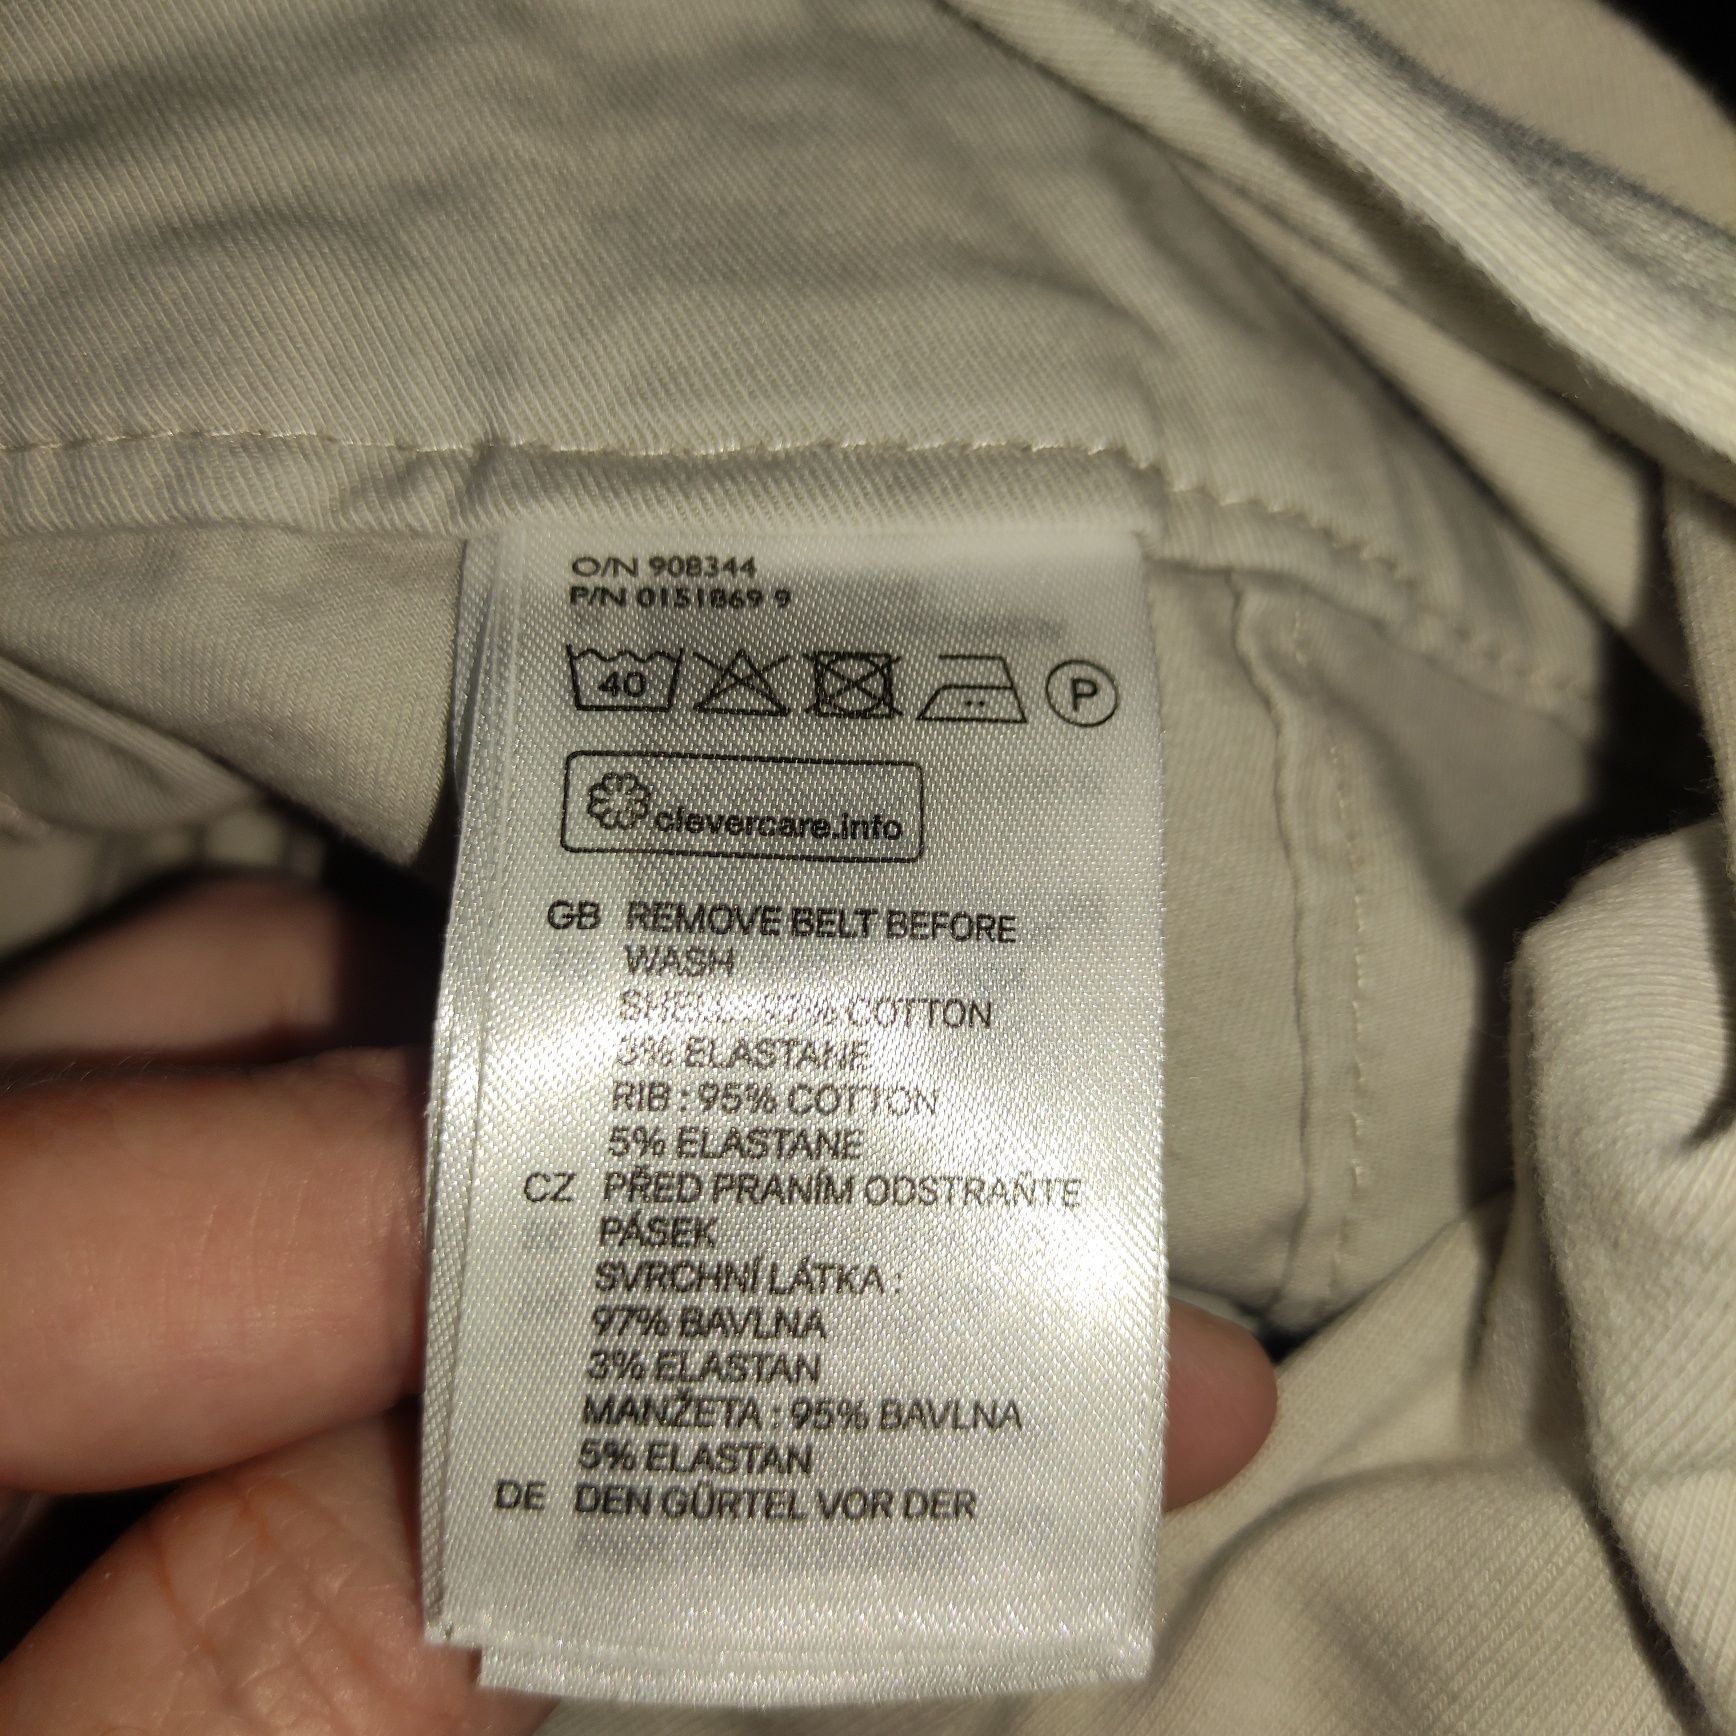 O/N 908344
P/N 0151869 9
40
P
clevercare.info
GB REMOVE BELT BEFORE
WASH
SHELL: 97% COTTON
3% ELASTANE
RIB : 95% COTTON
5% ELASTANE
CZ PŘED PRANÍM ODSTRAŇTE
PÁSEK
SVRCHNÍ LÁTKA :
97% BAVLNA
3% ELASTAN
MANŽETA : 95% BAVLNA
5% ELASTAN
DE DEN GÜRTEL VOR DER